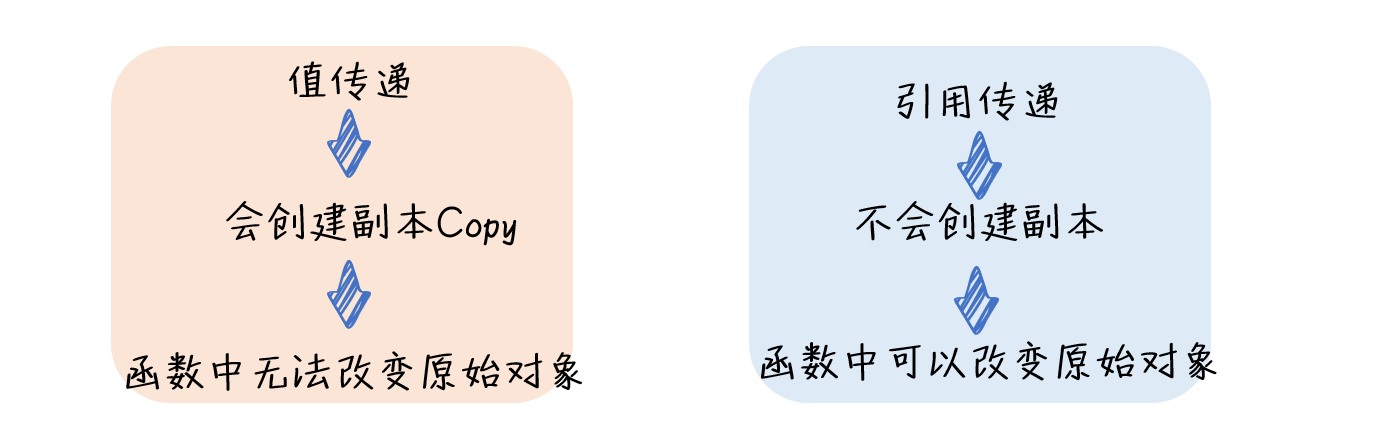 值传递
会创建副本Copy
函数中无法改变原始对象
引用传递
不会创建副本
函数中可以改变原始对象